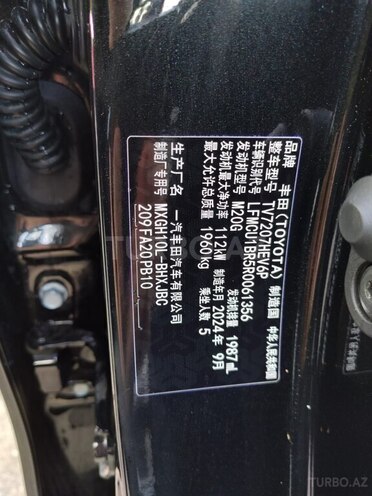 品牌 丰田(TOYOTA) 制造国 中华人民共和国
整车型号 TV7207HEV6P
车辆识别代号 LFMCU1BR5R0061356
发动机型号 M20G 发动机排量 1987mL
发动机最大净功率 112kW 制造年月 2024年9月
最大允许总质量 1960kg 乘坐人数 5
生产厂 一汽丰田汽车有限公司
制造厂专用号 MXGH10L-BHXJBC
209FFA20PB10
TURBO.AZ
TURBO.AZ